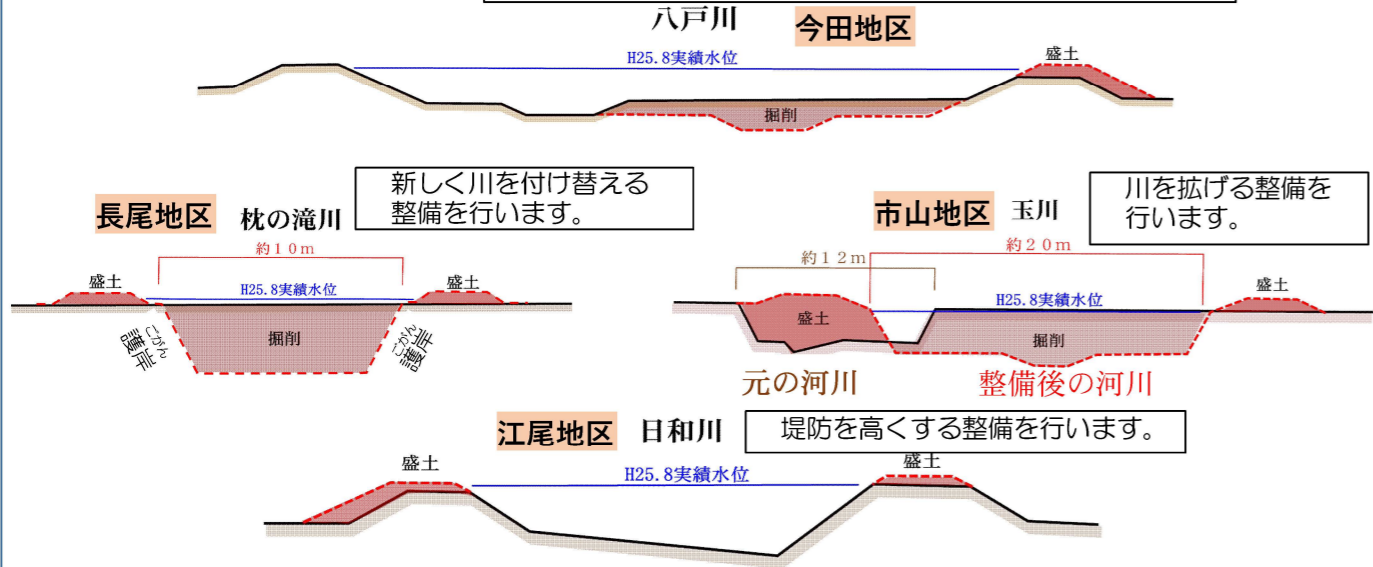 八戸川
今田地区
H25.8実績水位
盛土
掘削
長尾地区
枕の滝川
新しく川を付け替える
整備を行います。
約10m
盛土
H25.8実績水位
盛土
掘削
ごがん
護岸
ごがん
護岸
市山地区
玉川
川を拡げる整備を
行います。
約12m
約20m
H25.8実績水位
盛土
盛土
掘削
元の河川
整備後の河川
江尾地区
日和川
堤防を高くする整備を行います。
盛土
H25.8実績水位
盛土